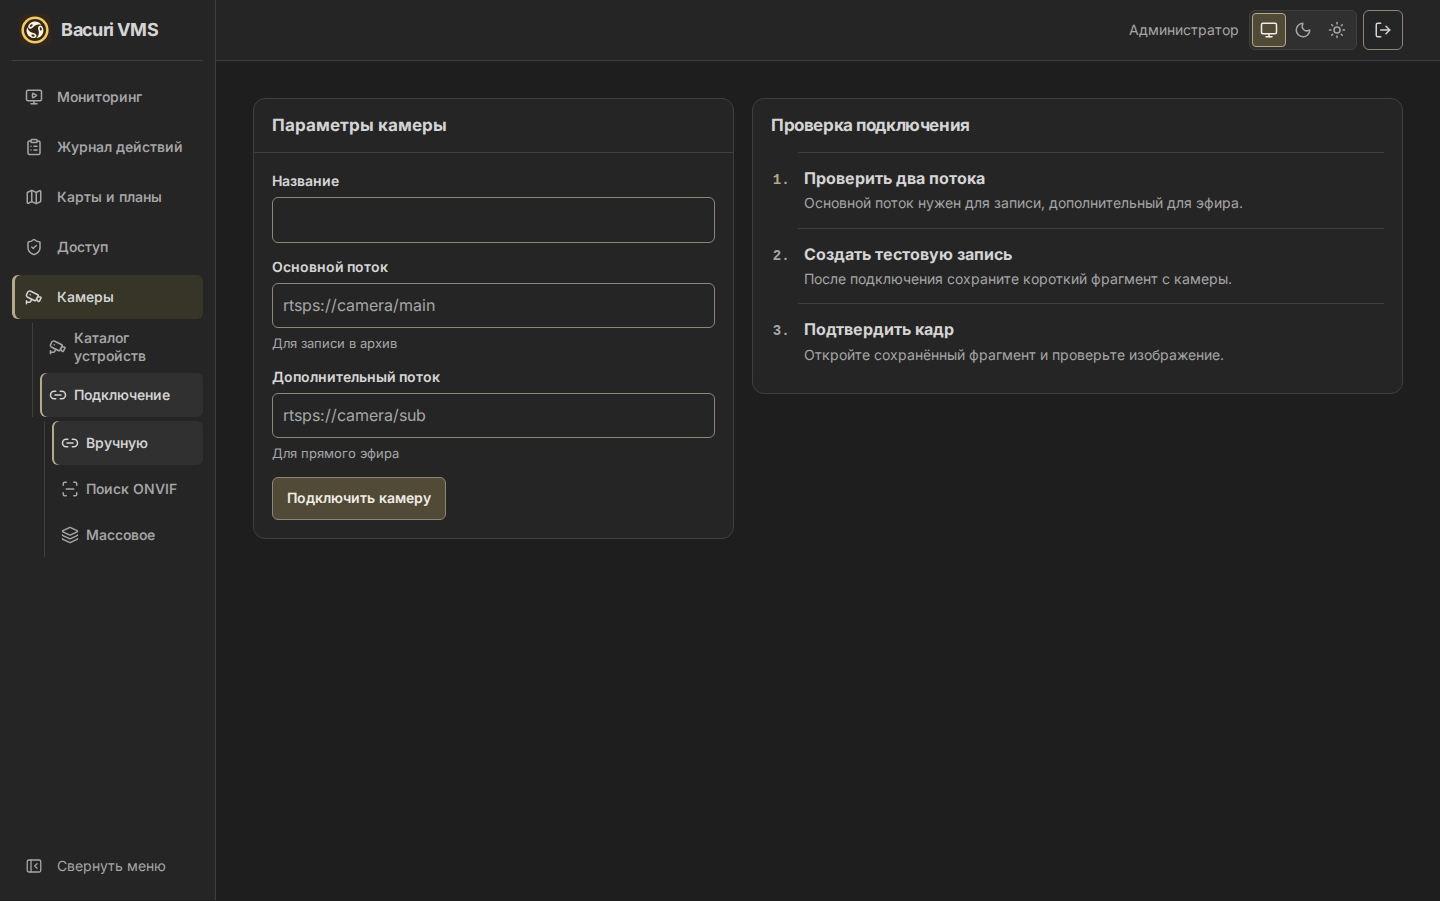 Bacuri VMS
Администратор
Мониторинг
Журнал действий
Карты и планы
Доступ
Камеры
Каталог
устройств
Подключение
Вручную
Поиск ONVIF
Массовое
Свернуть меню
Параметры камеры
Название
Основной поток
rtsps://camera/main
Для записи в архив
Дополнительный поток
rtsps://camera/sub
Для прямого эфира
Подключить камеру
Проверка подключения
1. Проверить два потока
Основной поток нужен для записи, дополнительный для эфира.
2. Создать тестовую запись
После подключения сохраните короткий фрагмент с камеры.
3. Подтвердить кадр
Откройте сохранённый фрагмент и проверьте изображение.